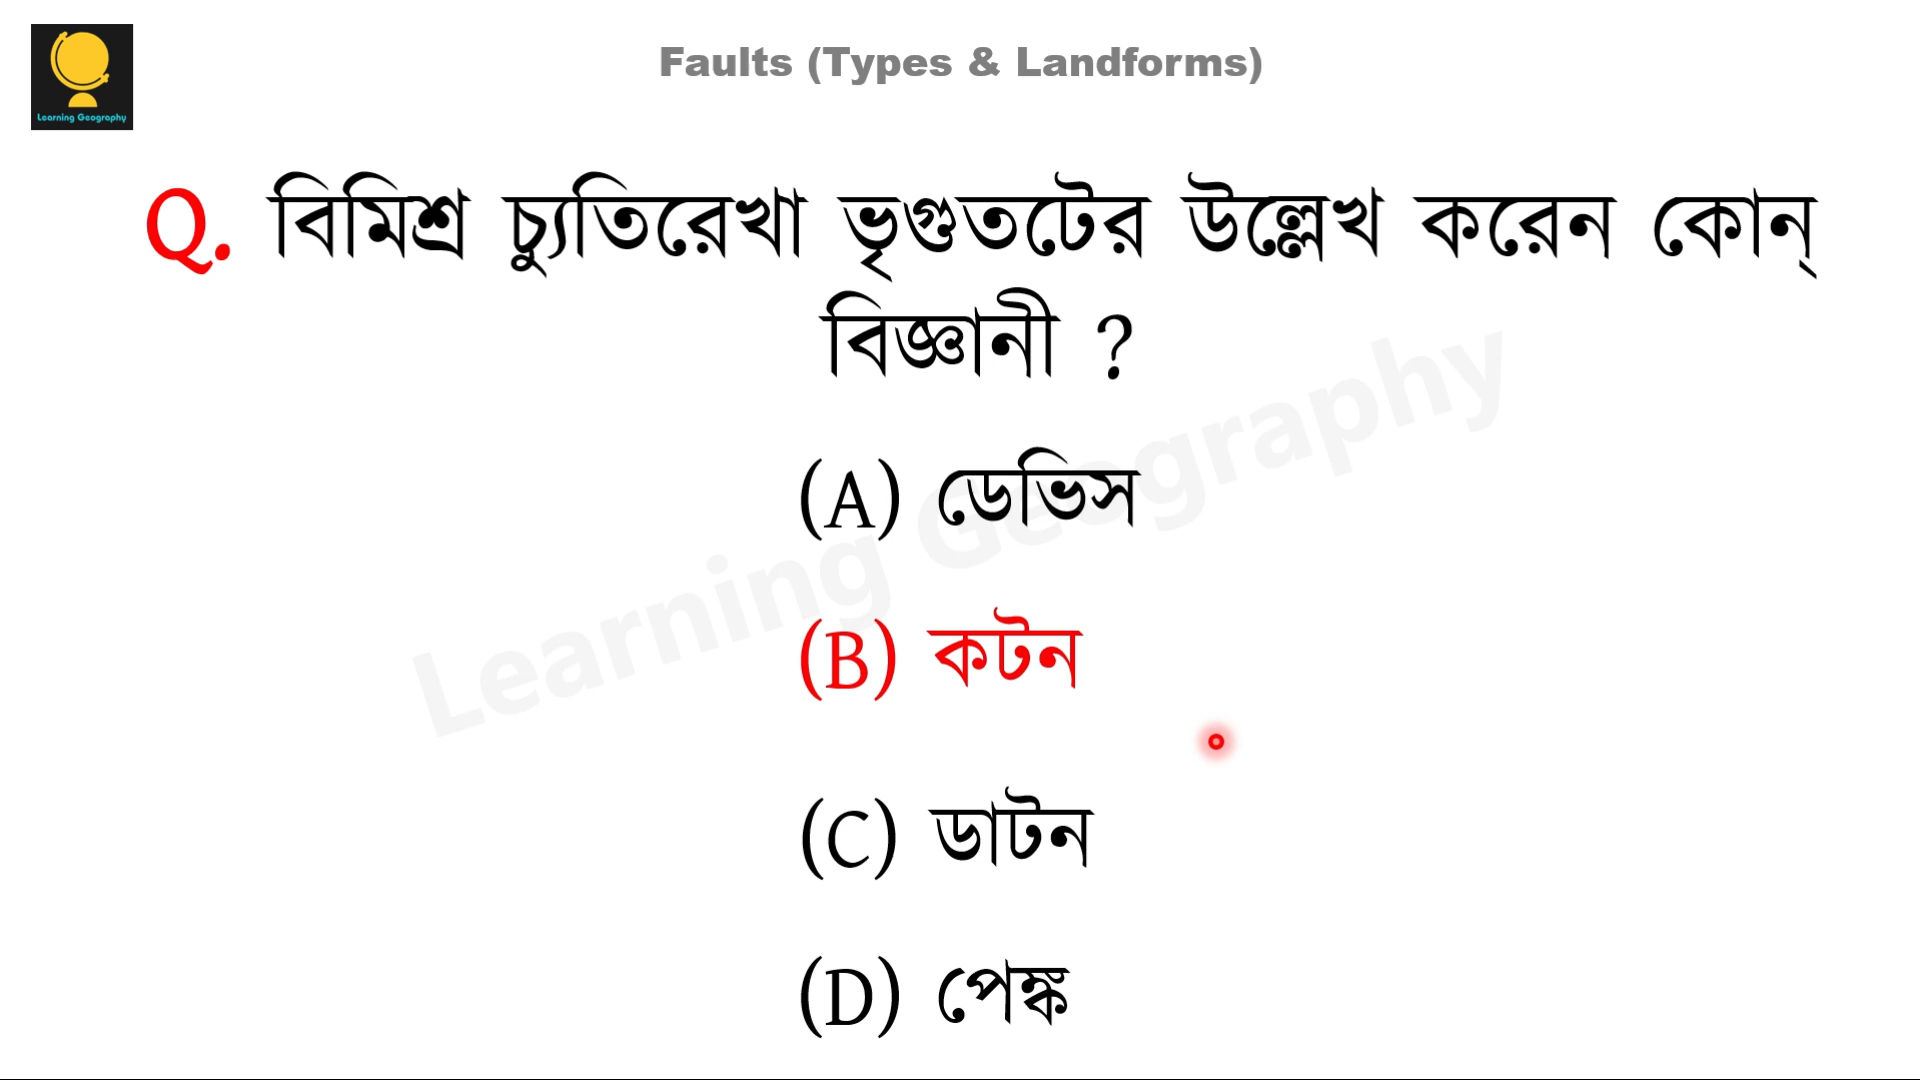 Learning Geography
Faults (Types & Landforms)
Q. বিমিশ্র চ্যুতিরেখা ভৃগুতটের উল্লেখ করেন কোন্
বিজ্ঞানী ?
(A) ডেভিস
(B) কটন
(C) ডাটন
(D) পেঙ্ক
Learning Geography